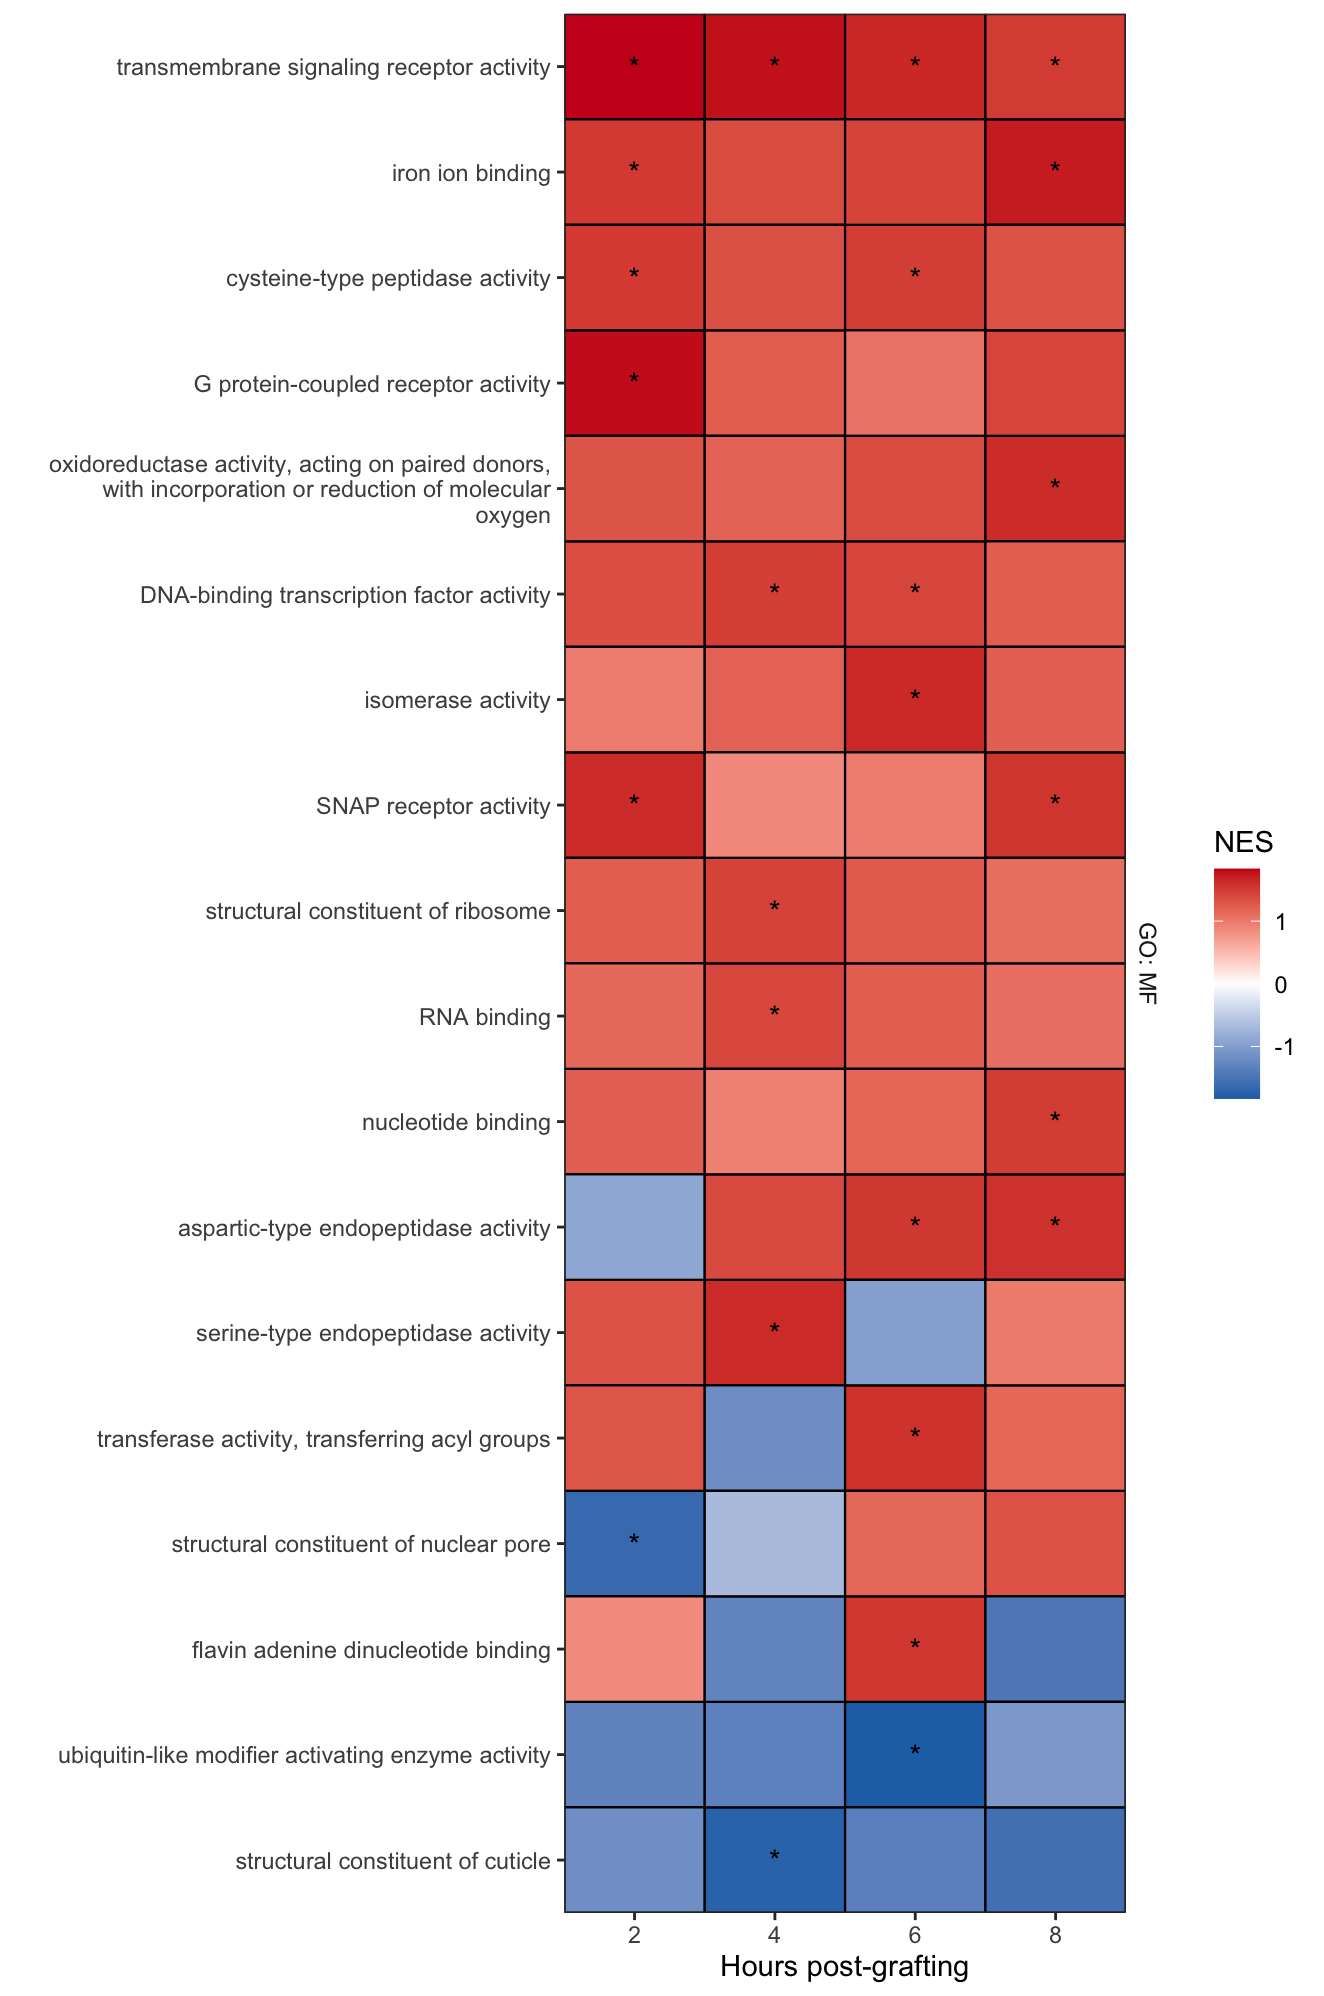 transmembrane signaling receptor activity
* * * *
iron ion binding
* *
cysteine-type peptidase activity
* *
G protein-coupled receptor activity
*
oxidoreductase activity, acting on paired donors,
with incorporation or reduction of molecular
oxygen
*
DNA-binding transcription factor activity
* *
isomerase activity
*
SNAP receptor activity
* *
structural constituent of ribosome
*
RNA binding
*
nucleotide binding
*
aspartic-type endopeptidase activity
* *
serine-type endopeptidase activity
*
transferase activity, transferring acyl groups
*
structural constituent of nuclear pore
*
flavin adenine dinucleotide binding
*
ubiquitin-like modifier activating enzyme activity
*
structural constituent of cuticle
*
2 4 6 8
Hours post-grafting
GO: MF
NES
1
0
-1